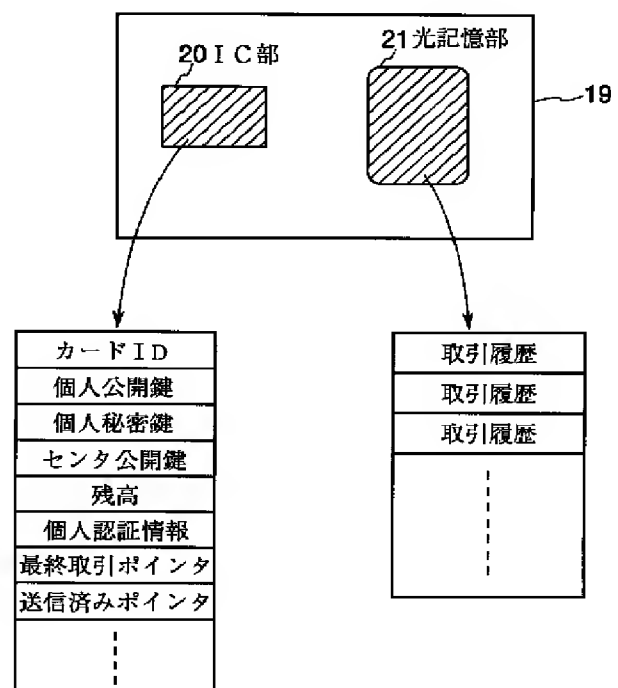 20 IC部
21光記憶部
19
カードID
個人公開鍵
個人秘密鍵
センタ公開鍵
残高
個人認証情報
最終取引ポインタ
送信済みポインタ
取引履歴
取引履歴
取引履歴